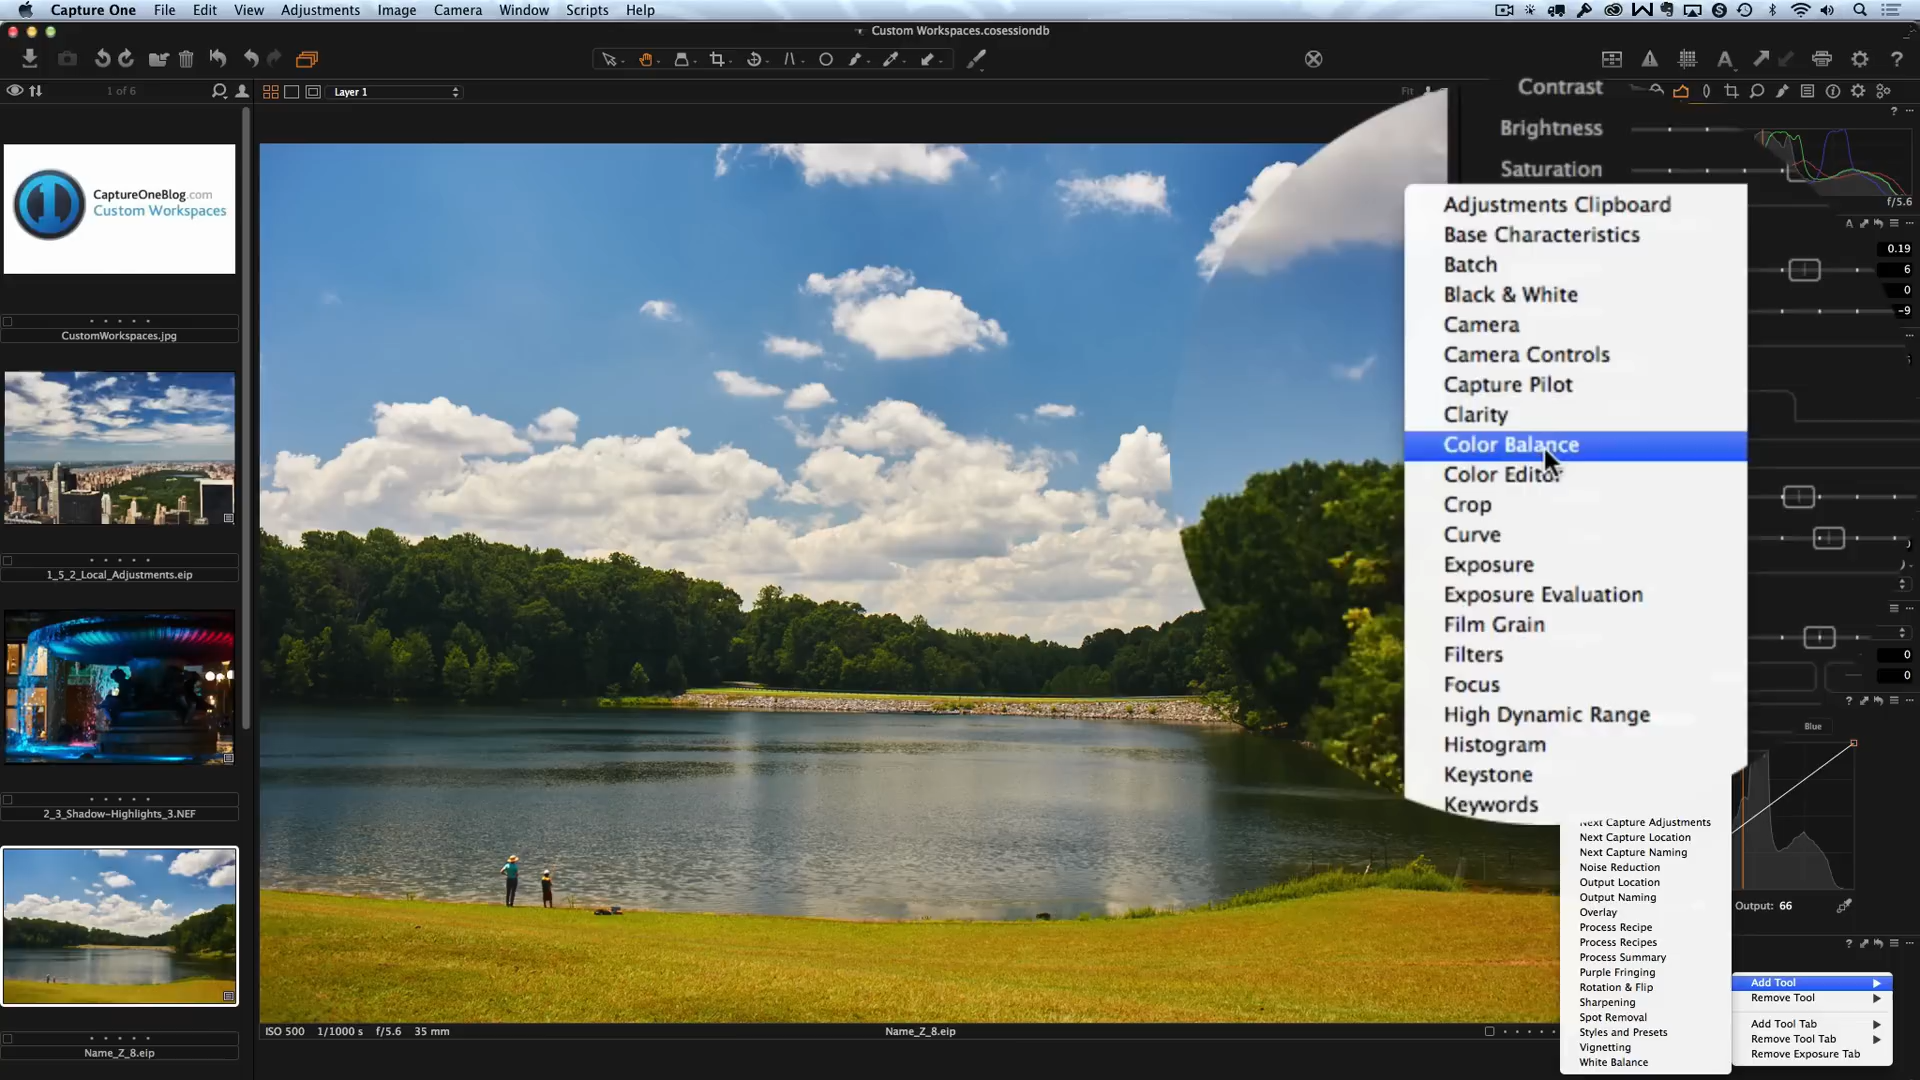 Capture One File Edit View Adjustments Image Camera Window Scripts Help
Custom Workspaces.cosessiondb
1 of 6
Layer 1
Fit
CaptureOneBlog.com
Custom Workspaces
CustomWorkspaces.jpg
1_5_2_Local_Adjustments.eip
2_3_Shadow-Highlights_3.NEF
Name_Z_8.eip
ISO 500 1/1000 s f/5.6 35 mm
Name_Z_8.eip
Contrast
Brightness
Saturation
f/5.6
0.19
6
0
-9
0
0
Blue
Output: 66
Adjustments Clipboard
Base Characteristics
Batch
Black & White
Camera
Camera Controls
Capture Pilot
Clarity
Color Balance
Color Editor
Crop
Curve
Exposure
Exposure Evaluation
Film Grain
Filters
Focus
High Dynamic Range
Histogram
Keystone
Keywords
Next Capture Adjustments
Next Capture Location
Next Capture Naming
Noise Reduction
Output Location
Output Naming
Overlay
Process Recipe
Process Recipes
Process Summary
Purple Fringing
Rotation & Flip
Sharpening
Spot Removal
Styles and Presets
Vignetting
White Balance
Add Tool
Remove Tool
Add Tool Tab
Remove Tool Tab
Remove Exposure Tab